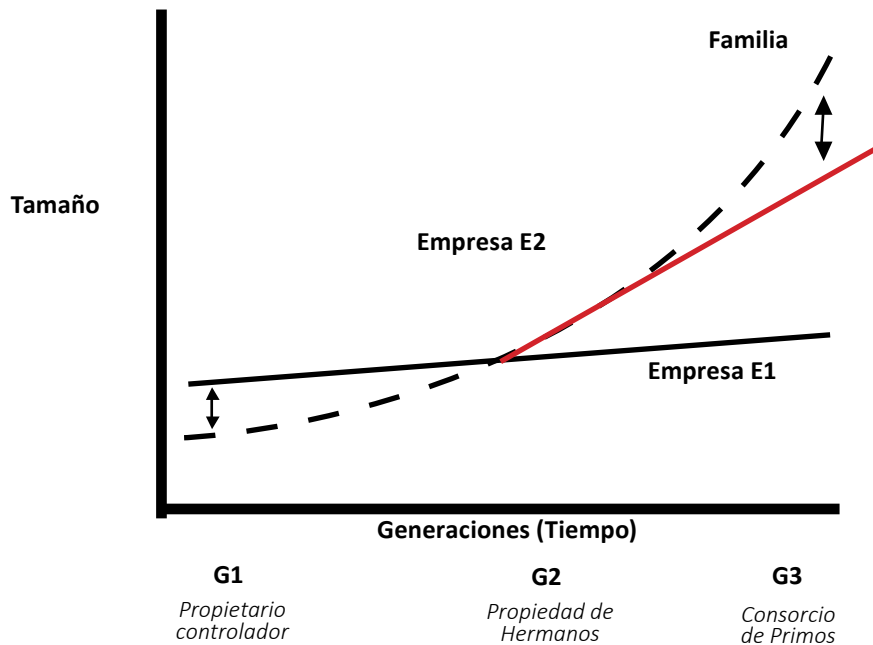 Familia
Tamaño
Empresa E2
Empresa E1
Generaciones (Tiempo)
G1
G2
G3
Propietario
controlador
Propiedad de
Hermanos
Consorcio
de Primos